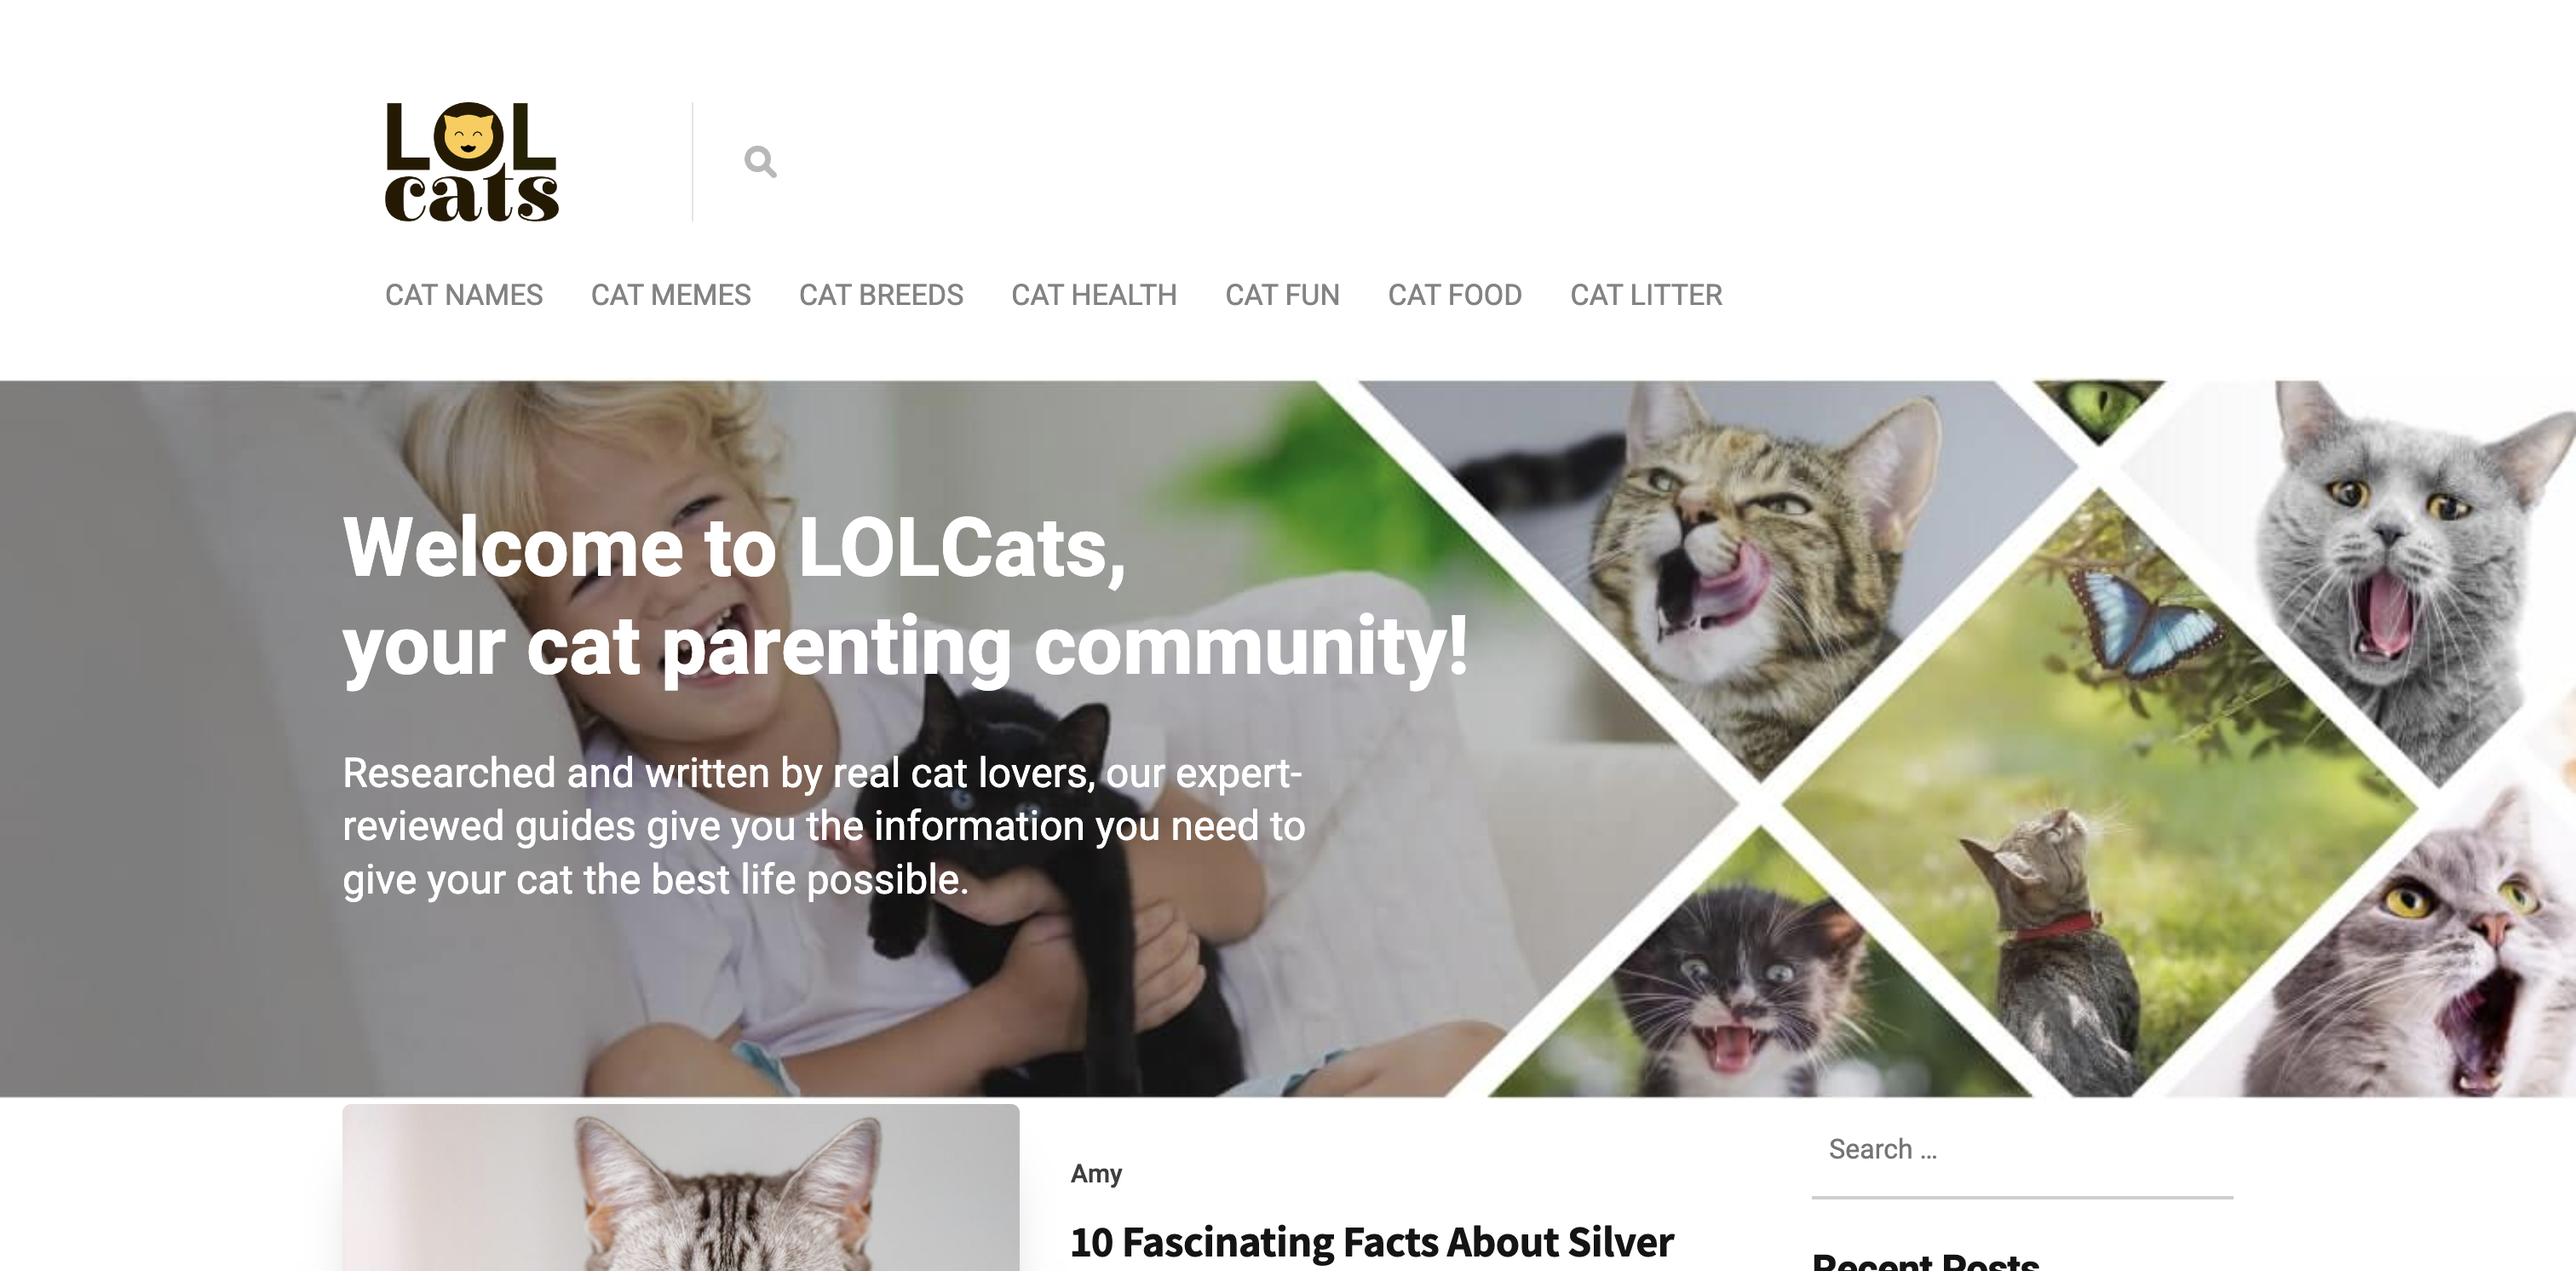 LOL
cats
CAT NAMES CAT MEMES CAT BREEDS CAT HEALTH CAT FUN CAT FOOD CAT LITTER
Welcome to LOLCats,
your cat parenting community!
Researched and written by real cat lovers, our expert-
reviewed guides give you the information you need to
give your cat the best life possible.
Amy
10 Fascinating Facts About Silver
Search ...
Recent Posts